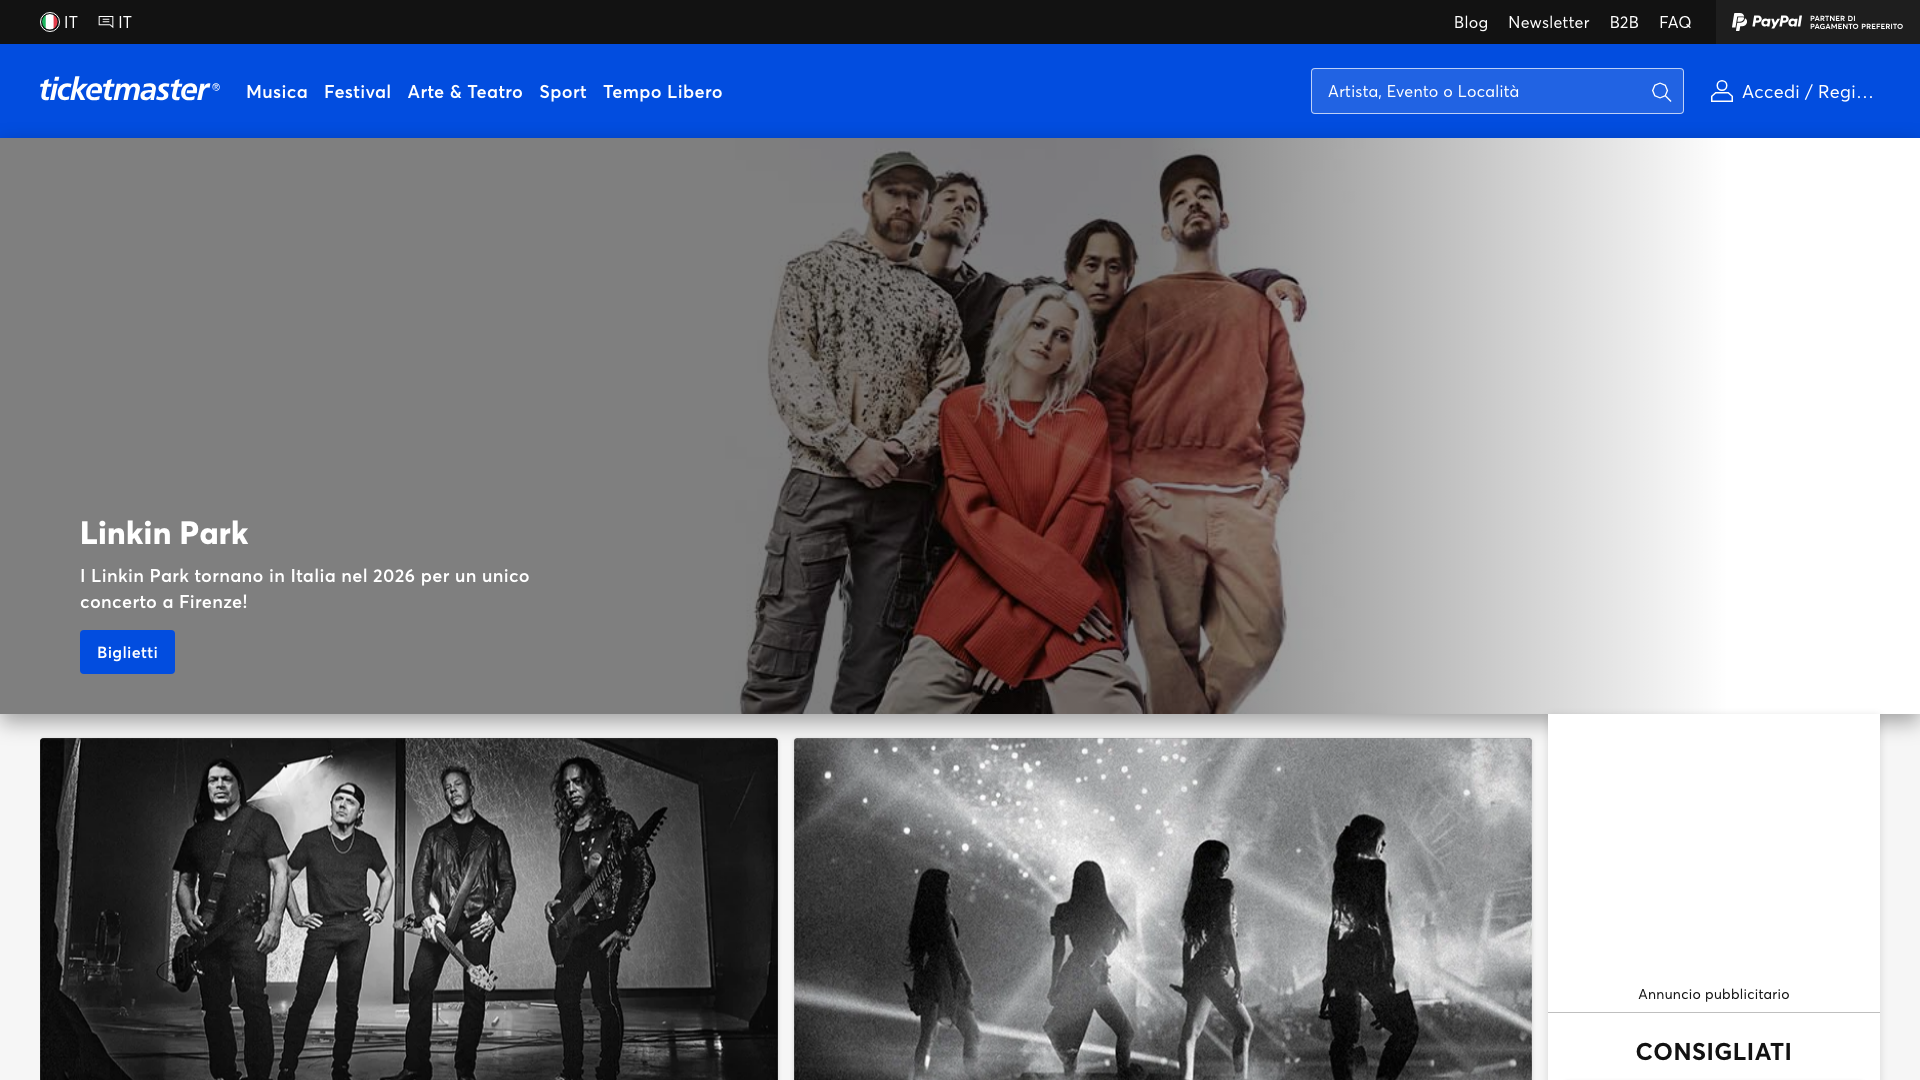 IT
IT
Blog
Newsletter
B2B
FAQ
PayPal
PARTNER DI
PAGAMENTO PREFERITO
ticketmaster®
Musica
Festival
Arte & Teatro
Sport
Tempo Libero
Artista, Evento o Località
Accedi / Regi...
Linkin Park
I Linkin Park tornano in Italia nel 2026 per un unico
concerto a Firenze!
Biglietti
Annuncio pubblicitario
CONSIGLIATI